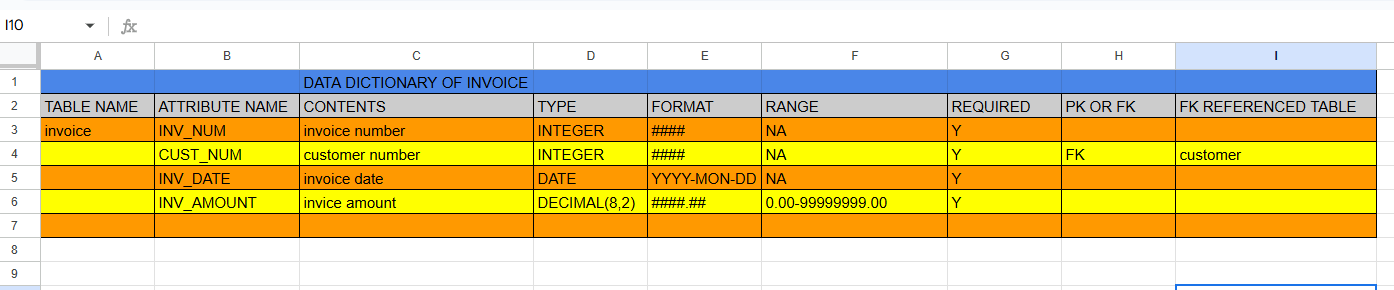 I10 fx
A B C D E F G H I
1 DATA DICTIONARY OF INVOICE
2 TABLE NAME ATTRIBUTE NAME CONTENTS TYPE FORMAT RANGE REQUIRED PK OR FK FK REFERENCED TABLE
3 invoice INV_NUM invoice number INTEGER #### NA Y
4 CUST_NUM customer number INTEGER #### NA Y FK customer
5 INV_DATE invoice date DATE YYYY-MON-DD NA Y
6 INV_AMOUNT invice amount DECIMAL(8,2) ####.## 0.00-99999999.00 Y
7
8
9